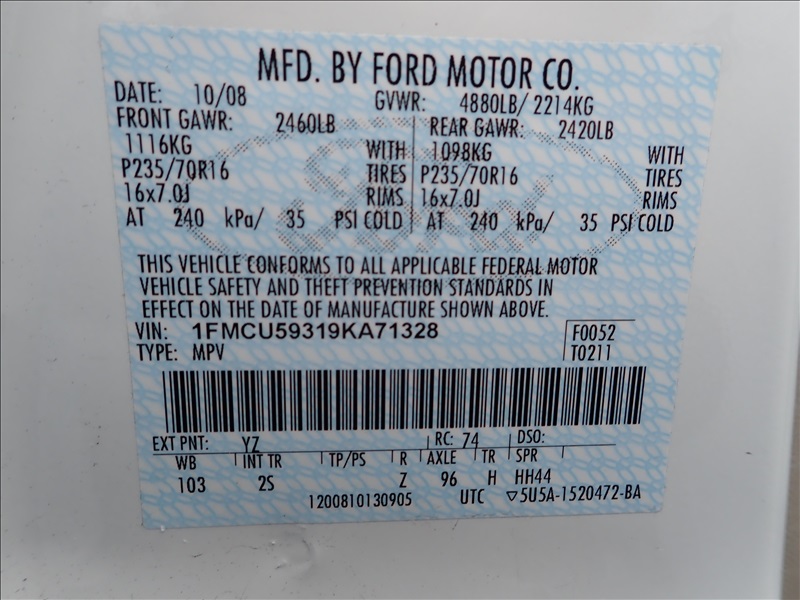 MFD. BY FORD MOTOR CO.
DATE: 10/08 GVWR: 4880LB/ 2214KG
FRONT GAWR: 2460LB REAR GAWR: 2420LB
1116KG WITH 1098KG WITH
P235/70R16 TIRES P235/70R16 TIRES
16x7.0J RIMS 16x7.0J RIMS
AT 240 kPa/ 35 PSI COLD AT 240 kPa/ 35 PSI COLD
THIS VEHICLE CONFORMS TO ALL APPLICABLE FEDERAL MOTOR
VEHICLE SAFETY AND THEFT PREVENTION STANDARDS IN
EFFECT ON THE DATE OF MANUFACTURE SHOWN ABOVE.
VIN: 1FMCU59319KA71328 F0052
TYPE: MPV T0211
EXT PNT: YZ RC: 74 DSO:
WB INT TR TP/PS R AXLE TR SPR
103 2S Z 96 H HH44
1200810130905 UTC ▽5U5A-1520472-BA